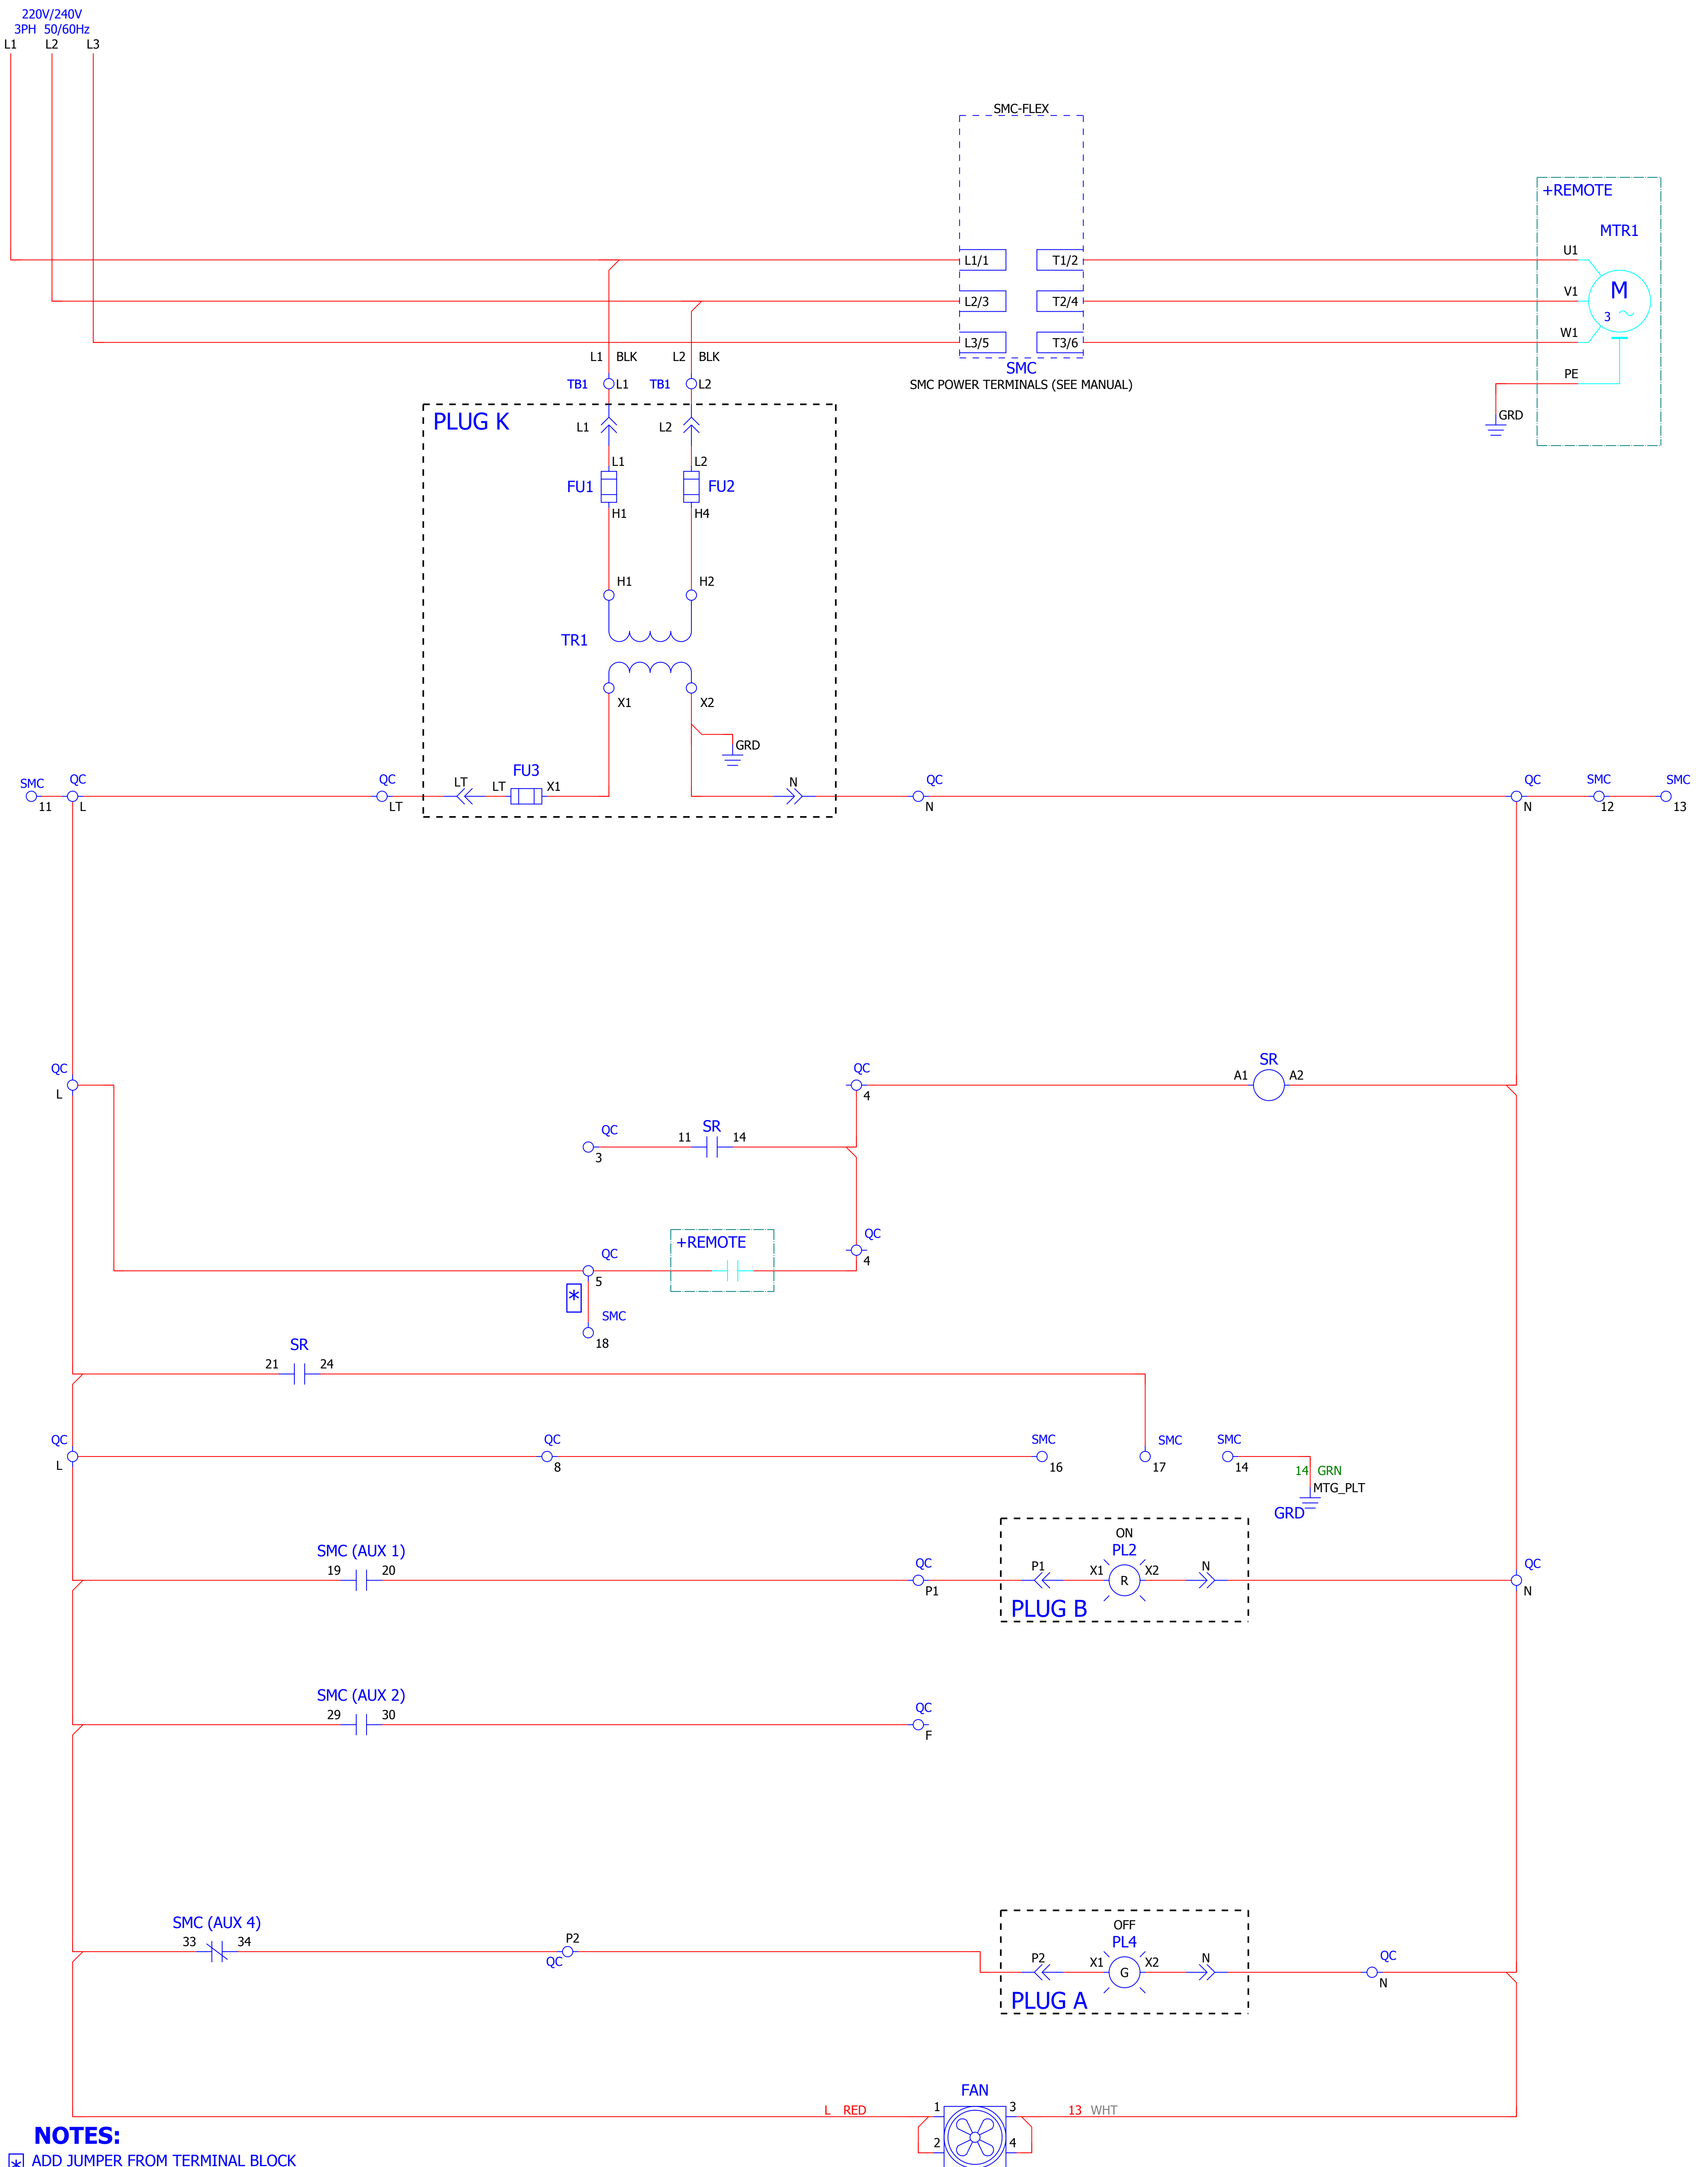 220V/240V
3PH 50/60Hz
L1 L2 L3
SMC-FLEX
+REMOTE
MTR1
L1/1 T1/2 U1
L2/3 T2/4 V1 M
3
L3/5 T3/6 W1
L1 BLK L2 BLK
SMC
SMC POWER TERMINALS (SEE MANUAL)
TB1 L1 TB1 L2
PE
GRD
PLUG K
L1 L2
L1 L2
FU1 FU2
H1 H4
H1 H2
TR1
X1 X2
GRD
SMC QC QC LT LT FU3 X1 N QC QC SMC SMC
11 L LT N N 12 13
QC QC A1 SR A2
L 4
QC 11 SR 14
3
+REMOTE QC
QC 4
5
* SMC
18
SR
21 24
QC QC SMC SMC SMC
L 8 16 17 14
14 GRN
MTG_PLT
GRD
ON
SMC (AUX 1) PL2
19 20 QC P1 X1 R X2 N QC
P1 N
PLUG B
SMC (AUX 2)
29 30 QC
F
OFF
SMC (AUX 4) PL4
33 34 P2 P2 X1 G X2 N QC
QC N
PLUG A
FAN
L RED 1 3 13 WHT
2 4
NOTES:
* ADD JUMPER FROM TERMINAL BLOCK